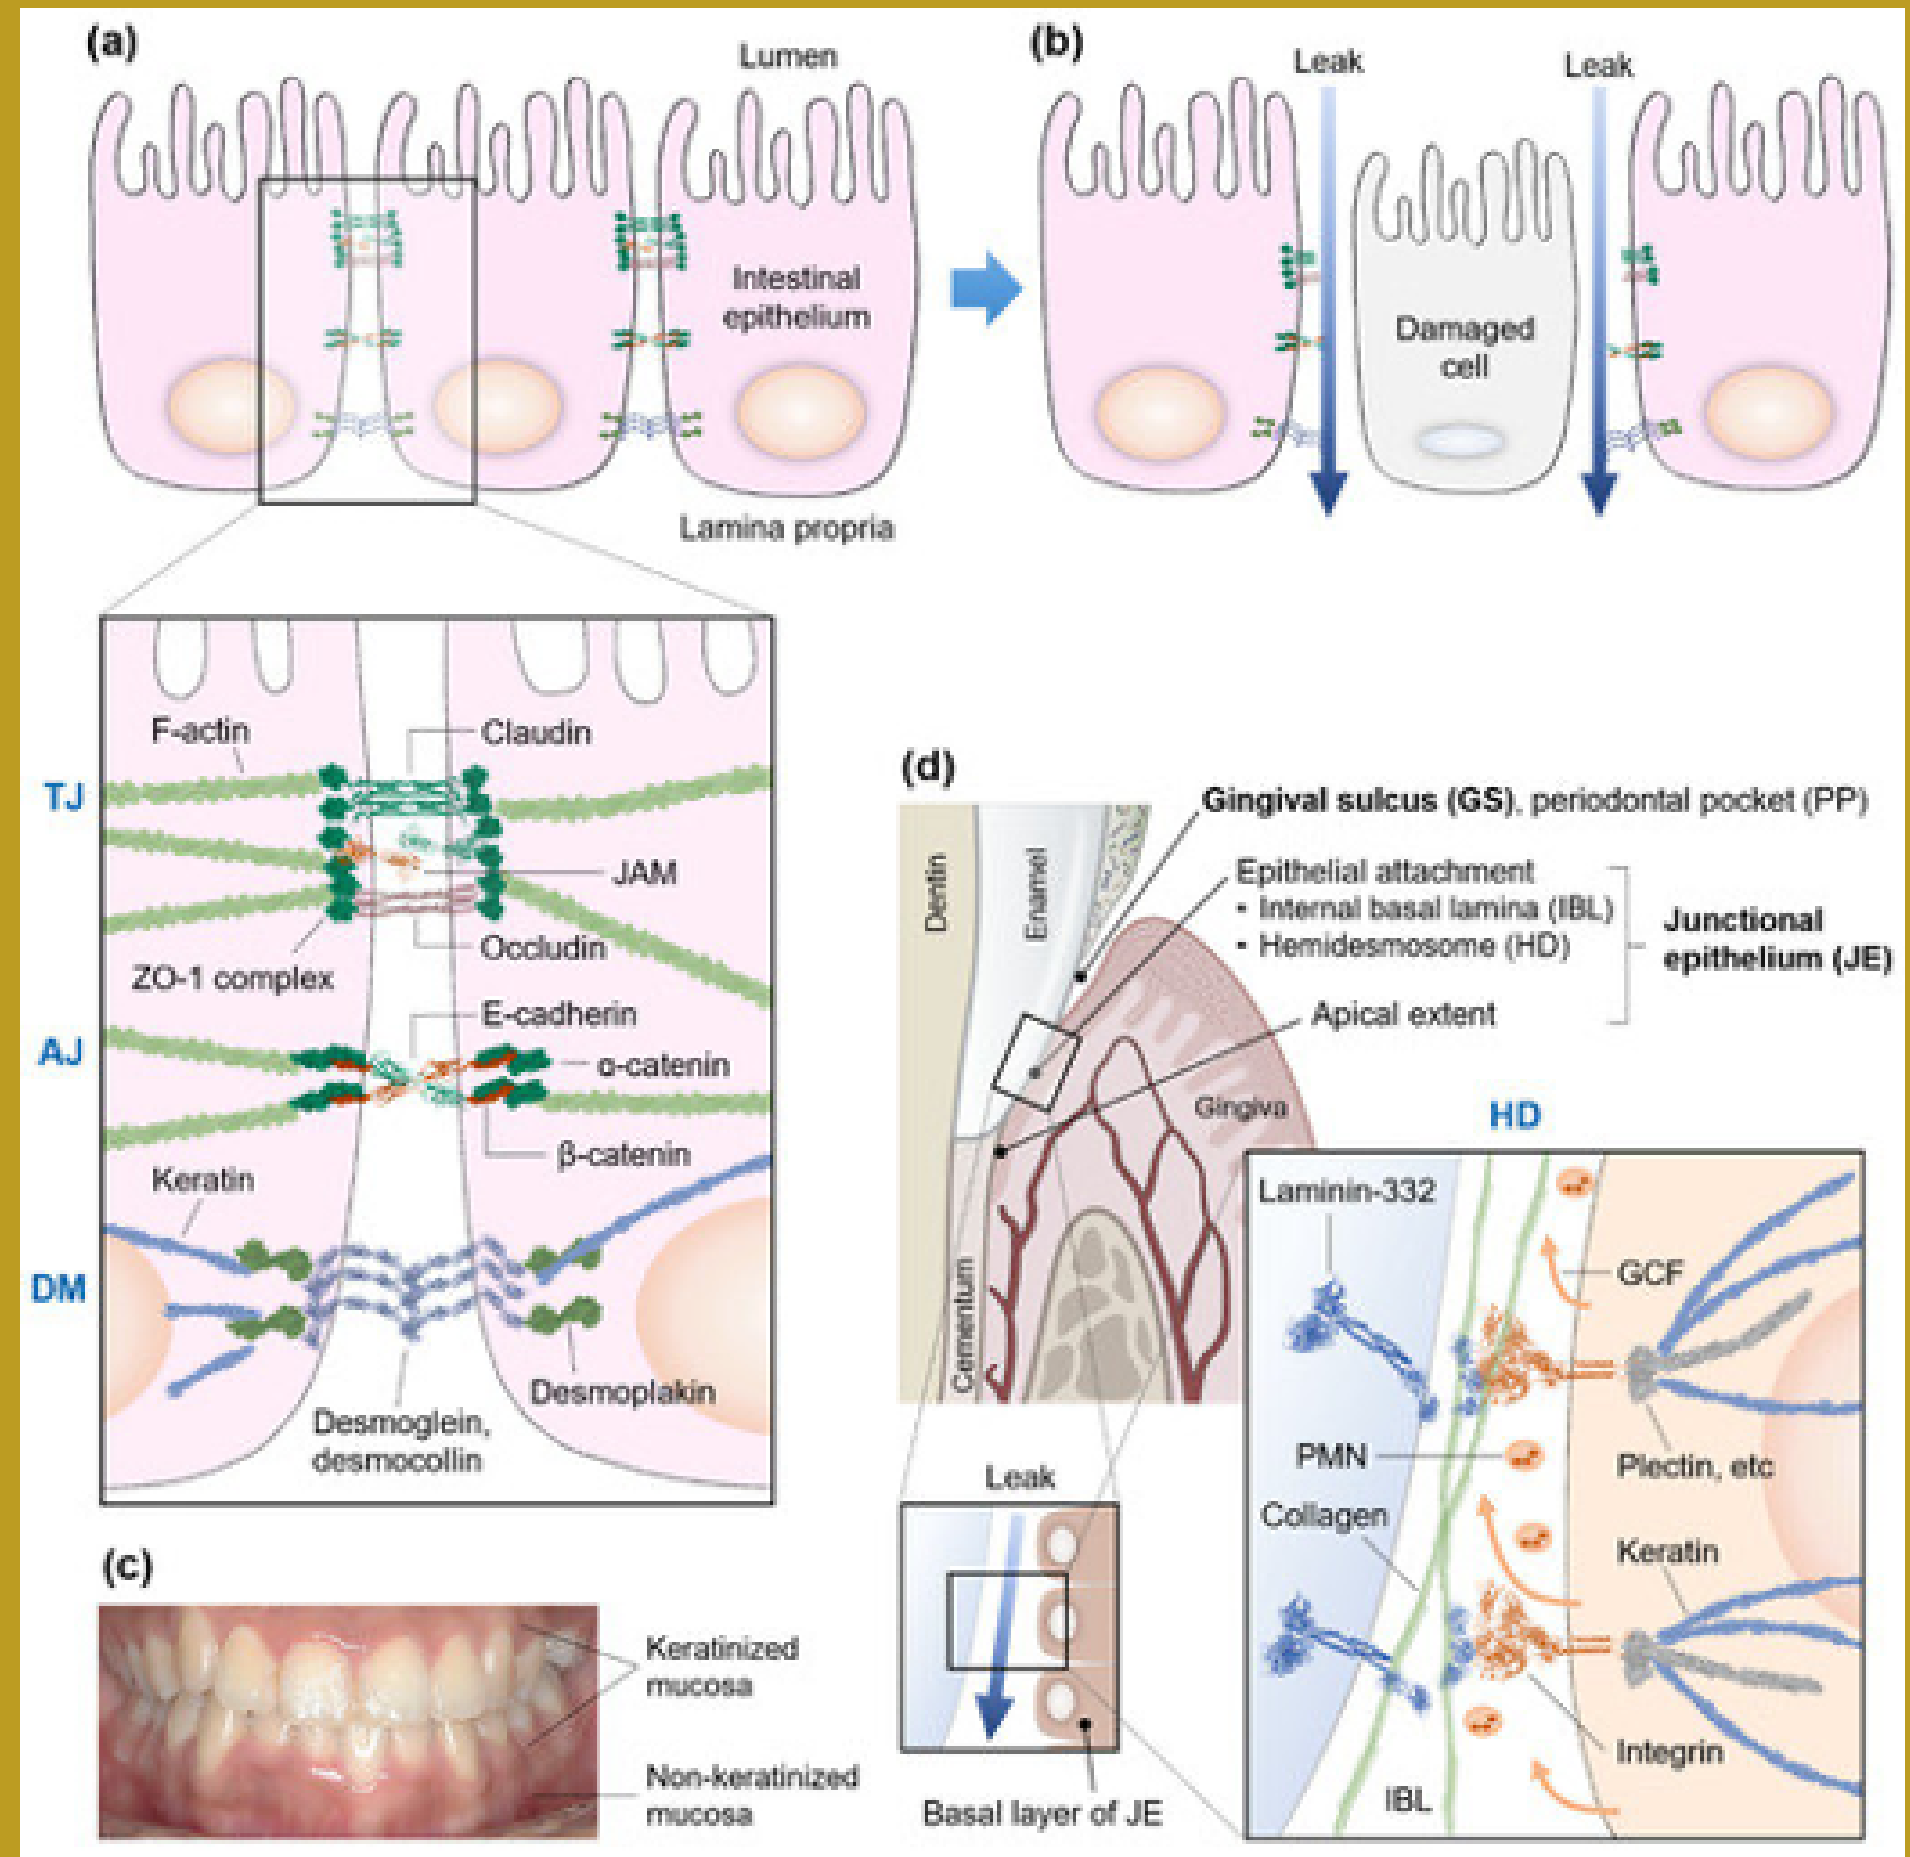 (a)
Lumen
Intestinal
epithelium
Lamina propria
(b)
Leak
Leak
Damaged
cell
F-actin
Claudin
TJ
JAM
Occludin
ZO-1 complex
E-cadherin
AJ
α-catenin
β-catenin
Keratin
DM
Desmoplakin
Desmoglein,
desmocollin
(c)
Keratinized
mucosa
Non-keratinized
mucosa
(d)
Gingival sulcus (GS), periodontal pocket (PP)
Epithelial attachment
• Internal basal lamina (IBL)
• Hemidesmosome (HD)
Junctional
epithelium (JE)
Apical extent
Dentin
Enamel
Gingiva
Cementum
Leak
Basal layer of JE
HD
Laminin-332
GCF
PMN
Plectin, etc
Collagen
Keratin
Integrin
IBL